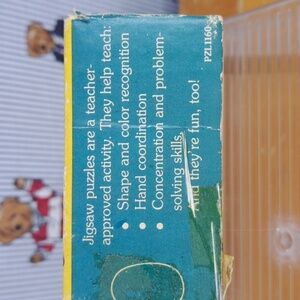 Jigsaw puzzles are a teacher-
approved activity. They help teach:
• Shape and color recognition
• Hand coordination
• Concentration and problem-
solving skills.
And they're fun, too!
PZL1160